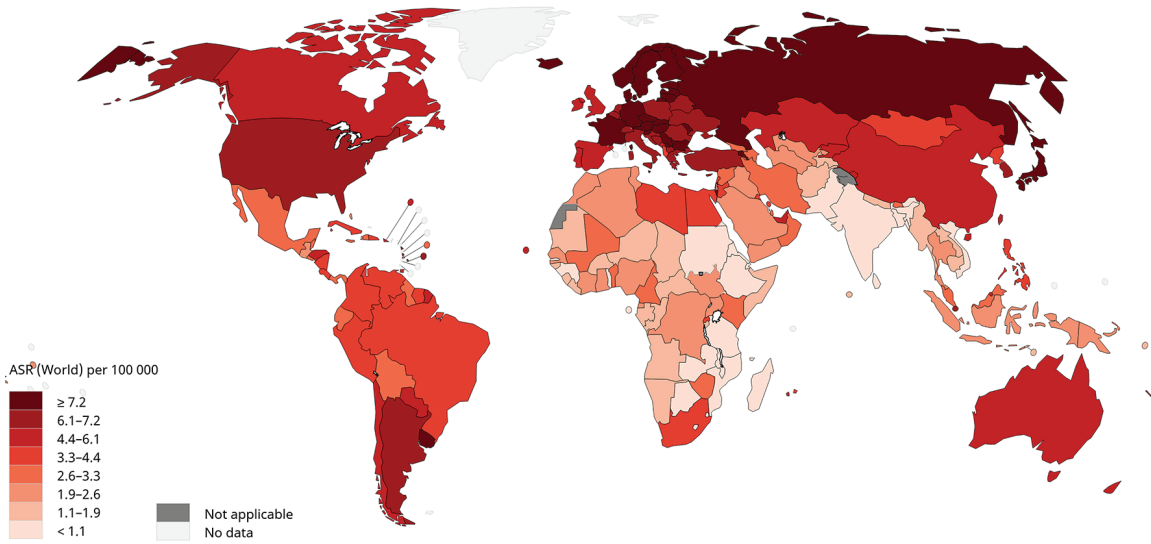 ASR (World) per 100 000
≥ 7.2
6.1–7.2
4.4–6.1
3.3–4.4
2.6–3.3
1.9–2.6
1.1–1.9
< 1.1
Not applicable
No data